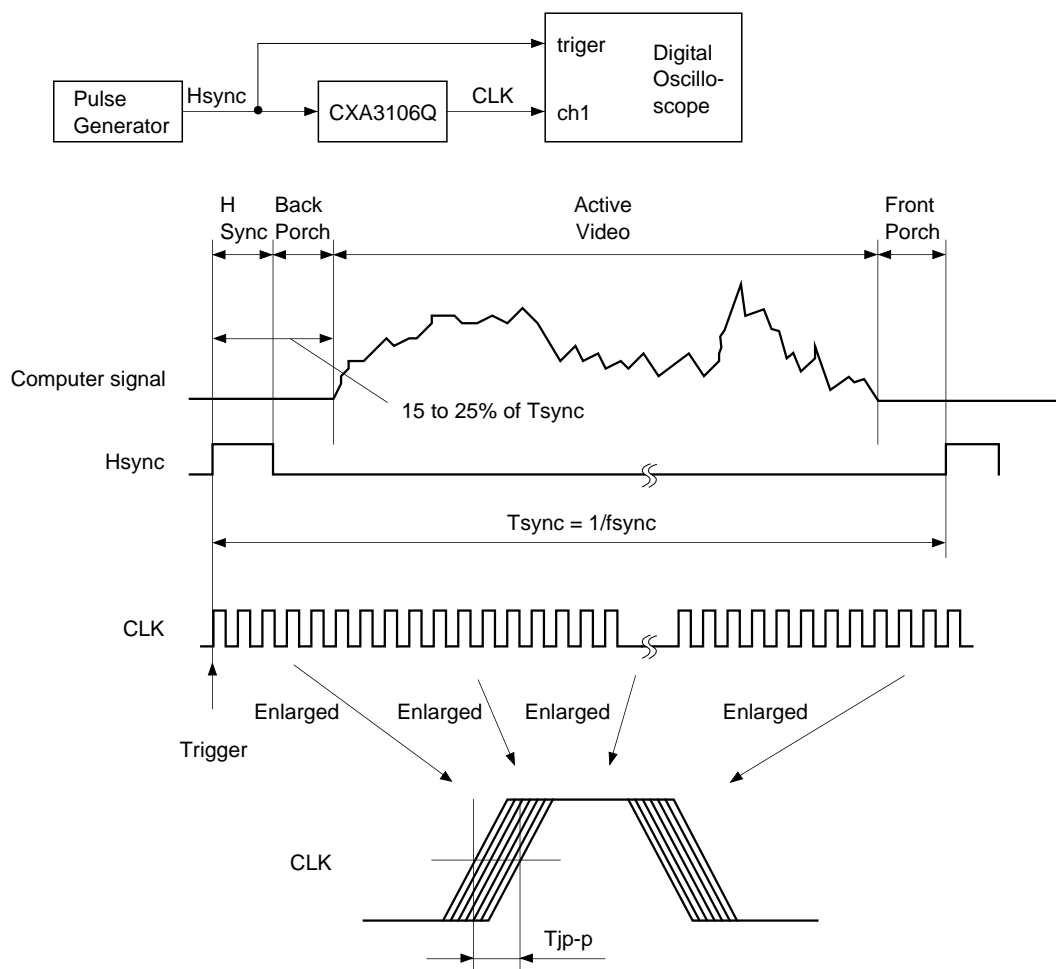 Pulse
Generator
Hsync
CXA3106Q
CLK
triger
ch1
Digital
Oscillo-
scope
H
Sync
Back
Porch
Active
Video
Front
Porch
Computer signal
15 to 25% of Tsync
Hsync
Tsync = 1/fsync
CLK
Enlarged
Enlarged
Enlarged
Enlarged
Trigger
CLK
Tjp-p